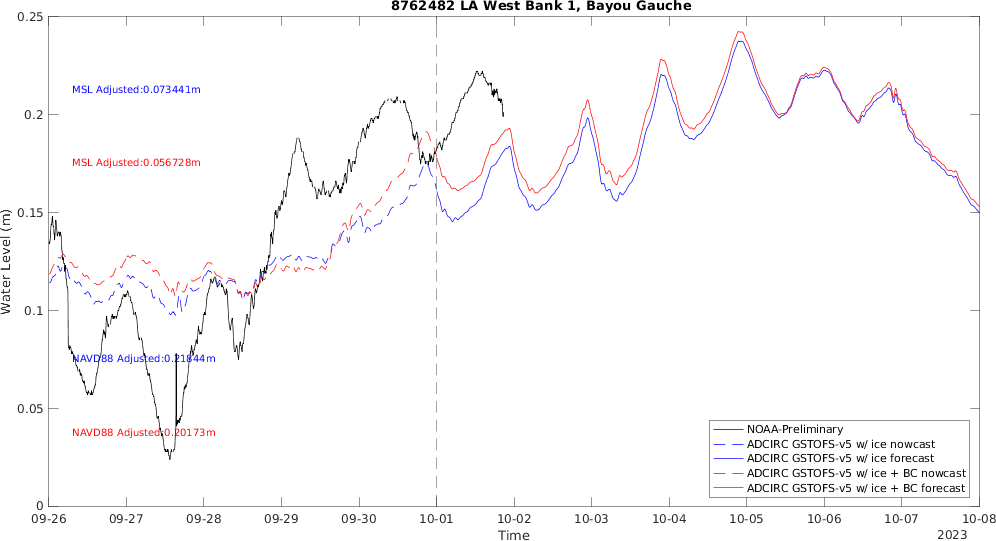 8762482 LA West Bank 1, Bayou Gauche
0.25
0.2
0.15
0.1
0.05
0
Water Level (m)
MSL Adjusted:0.073441m
MSL Adjusted:0.056728m
NAVD88 Adjusted:0.21844m
NAVD88 Adjusted:0.20173m
NOAA-Preliminary
ADCIRC GSTOFS-v5 w/ ice nowcast
ADCIRC GSTOFS-v5 w/ ice forecast
ADCIRC GSTOFS-v5 w/ ice + BC nowcast
ADCIRC GSTOFS-v5 w/ ice + BC forecast
09-26 09-27 09-28 09-29 09-30 10-01 10-02 10-03 10-04 10-05 10-06 10-07 10-08
Time
2023